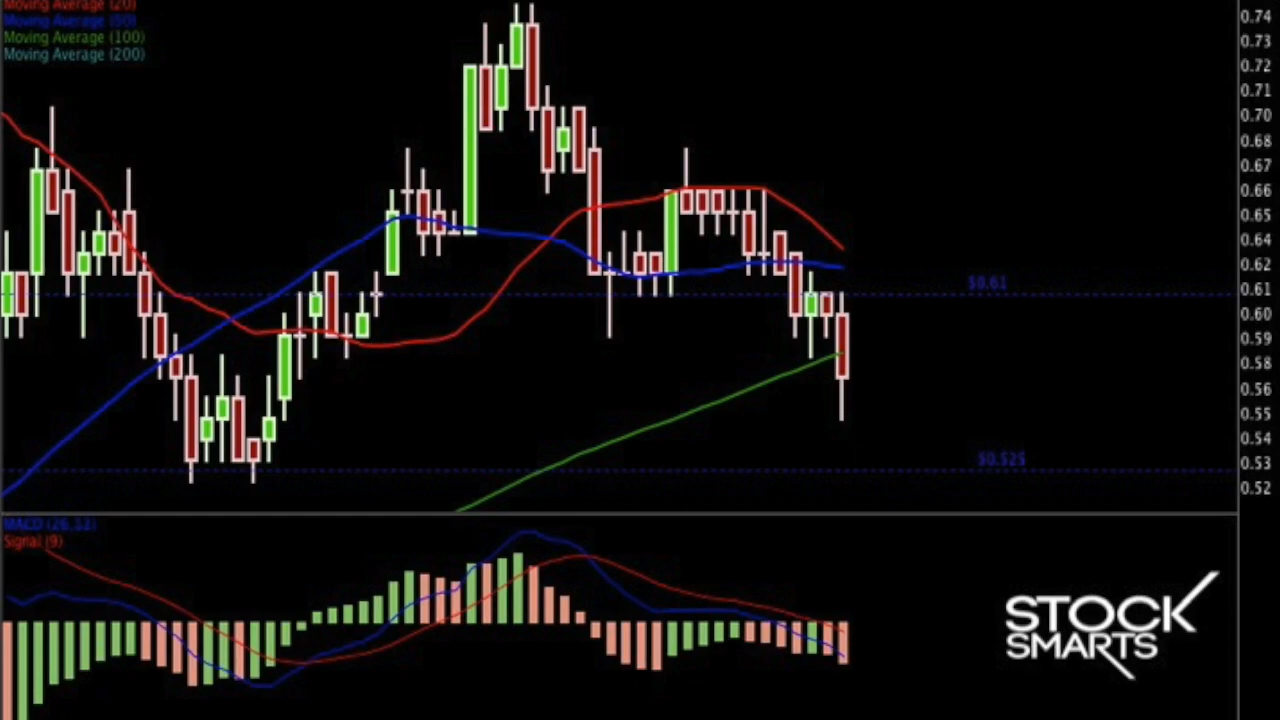 Moving Average (20)
Moving Average (50)
Moving Average (100)
Moving Average (200)
0.74
0.73
0.72
0.71
0.70
0.68
0.67
0.66
0.65
0.64
0.62
0.61
0.60
0.59
0.58
0.56
0.55
0.54
0.53
0.52
$0.61
$0.525
MACD (26,12)
Signal (9)
STOCK
SMARTS